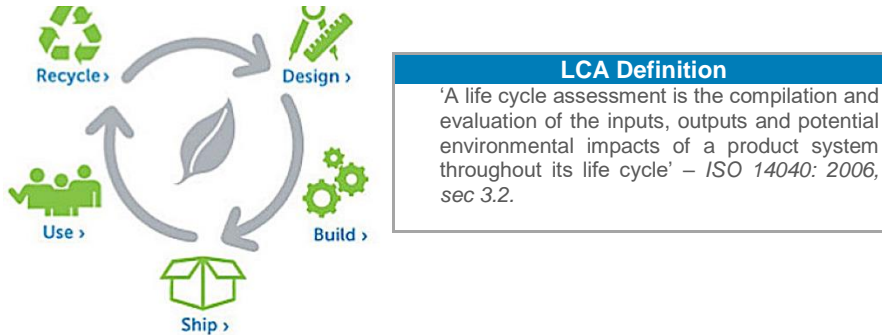 Recycle ›
Design ›
Build ›
Ship ›
Use ›
LCA Definition
‘A life cycle assessment is the compilation and
evaluation of the inputs, outputs and potential
environmental impacts of a product system
throughout its life cycle’ – ISO 14040: 2006,
sec 3.2.